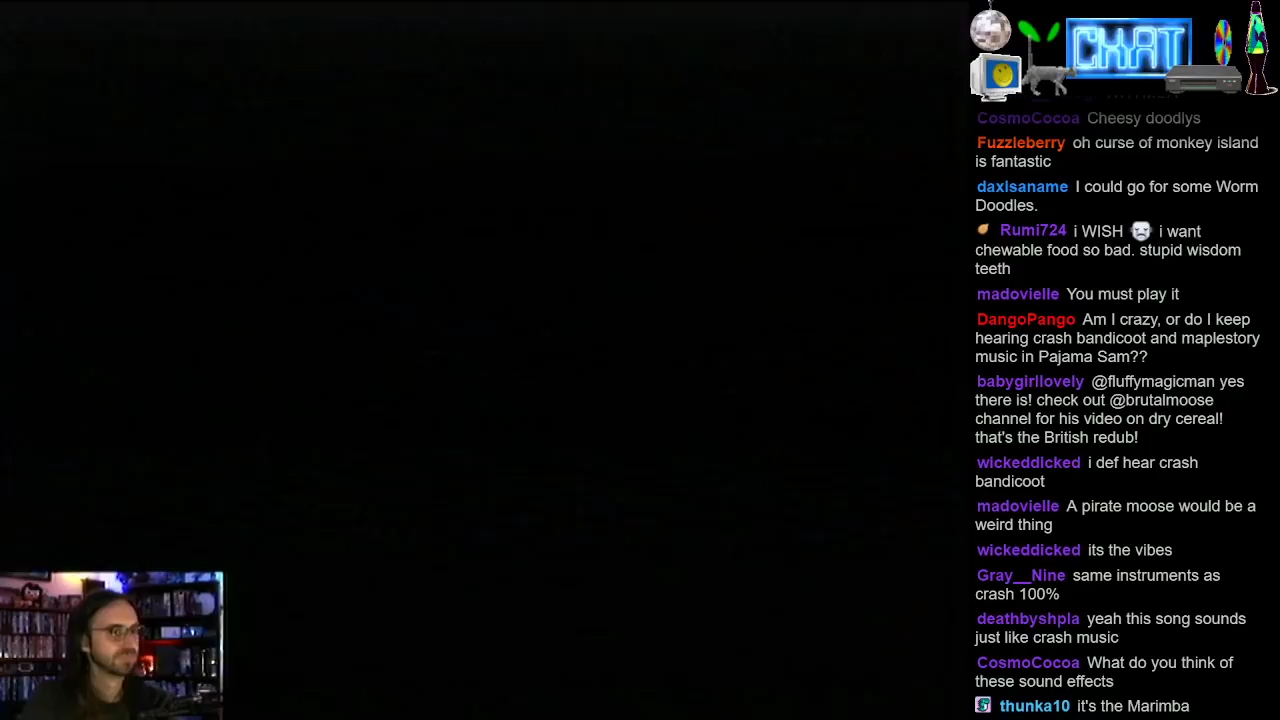 CHAT
CosmoCocoa Cheesy doodlys
Fuzzleberry oh curse of monkey island
is fantastic
daxisaname I could go for some Worm
Doodles.
Rumi724 i WISH i want
chewable food so bad. stupid wisdom
teeth
madovielle You must play it
DangoPango Am I crazy, or do I keep
hearing crash bandicoot and maplestory
music in Pajama Sam??
babygirllovely @fluffymagicman yes
there is! check out @brutalmoose
channel for his video on dry cereal!
that's the British redub!
wickeddicked i def hear crash
bandicoot
madovielle A pirate moose would be a
weird thing
wickeddicked its the vibes
Gray__Nine same instruments as
crash 100%
deathbyshpla yeah this song sounds
just like crash music
CosmoCocoa What do you think of
these sound effects
thunka10 it's the Marimba